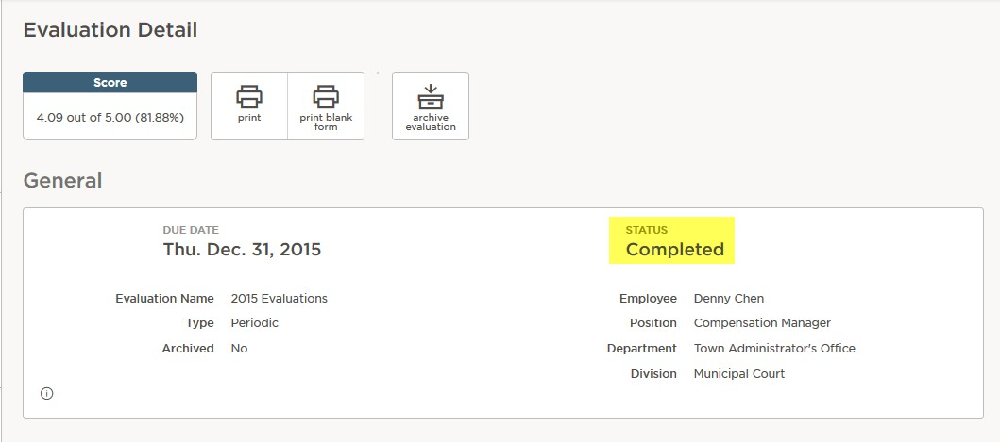 Evaluation Detail
Score
4.09 out of 5.00 (81.88%)
print
print blank
form
archive
evaluation
General
DUE DATE
Thu. Dec. 31, 2015
STATUS
Completed
Evaluation Name 2015 Evaluations
Type Periodic
Archived No
Employee Denny Chen
Position Compensation Manager
Department Town Administrator's Office
Division Municipal Court